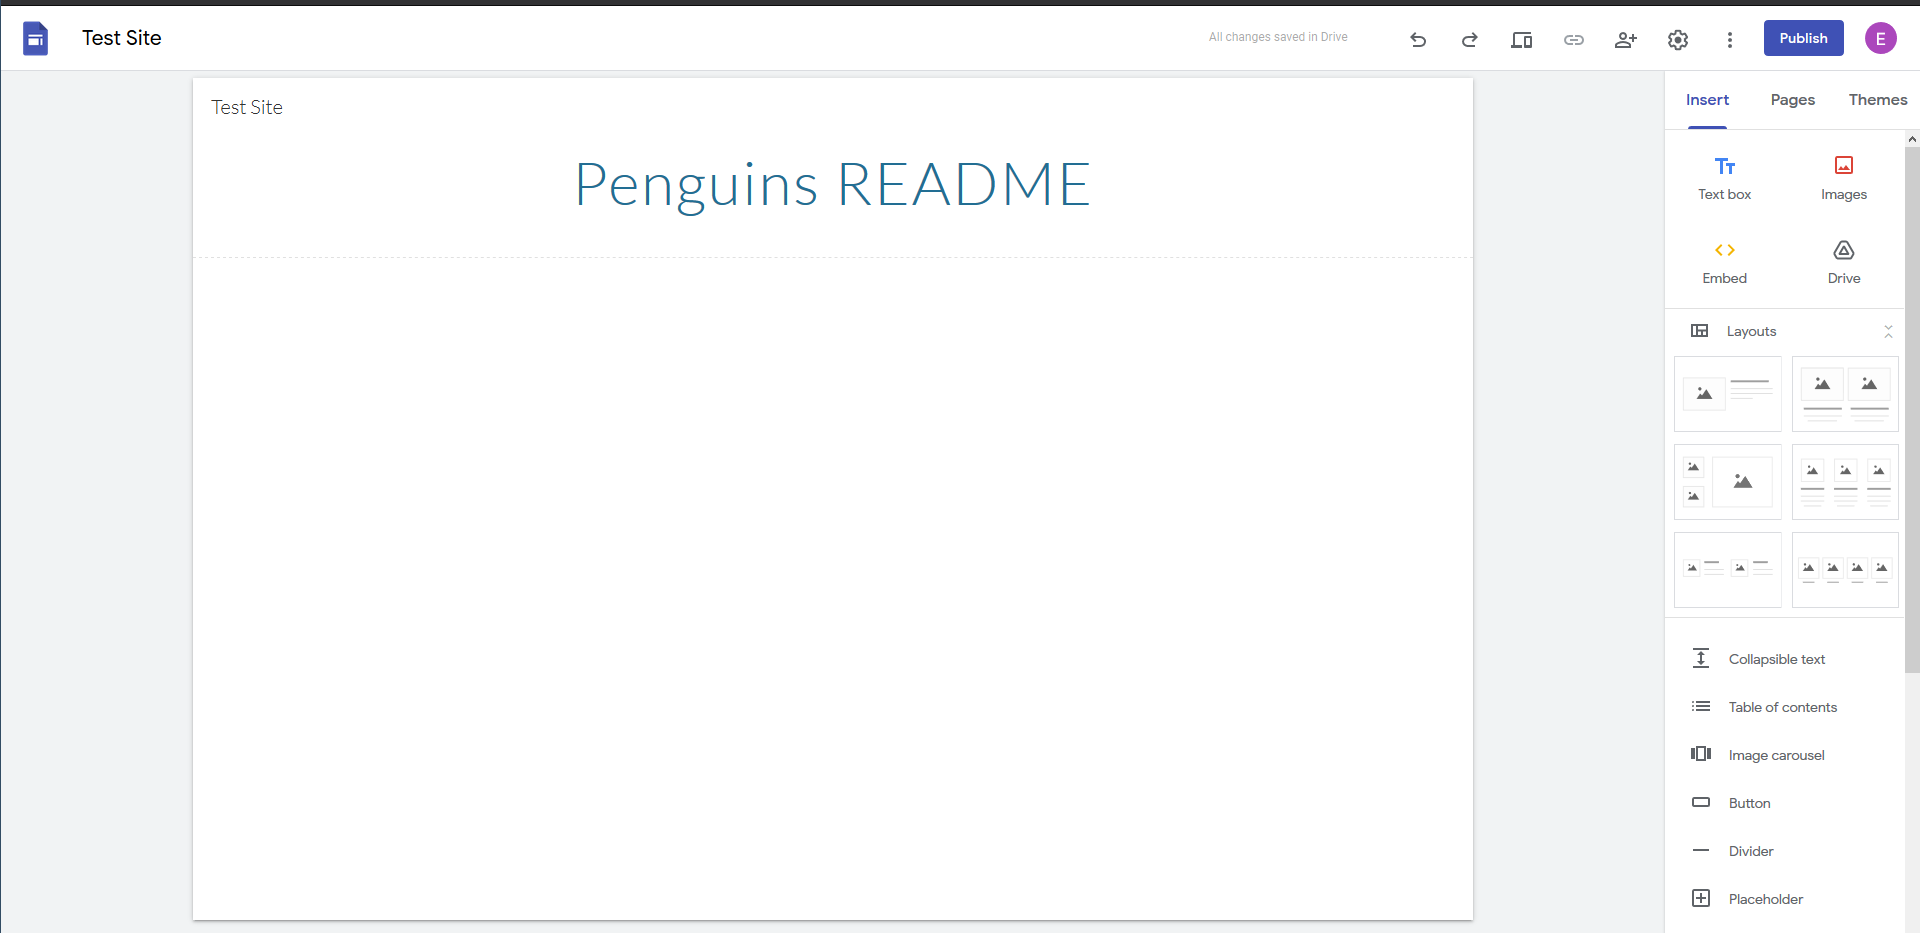 Test Site
All changes saved in Drive
Publish
E
Test Site
Penguins README
Insert Pages Themes
Text box Images
Embed Drive
Layouts
Collapsible text
Table of contents
Image carousel
Button
Divider
Placeholder